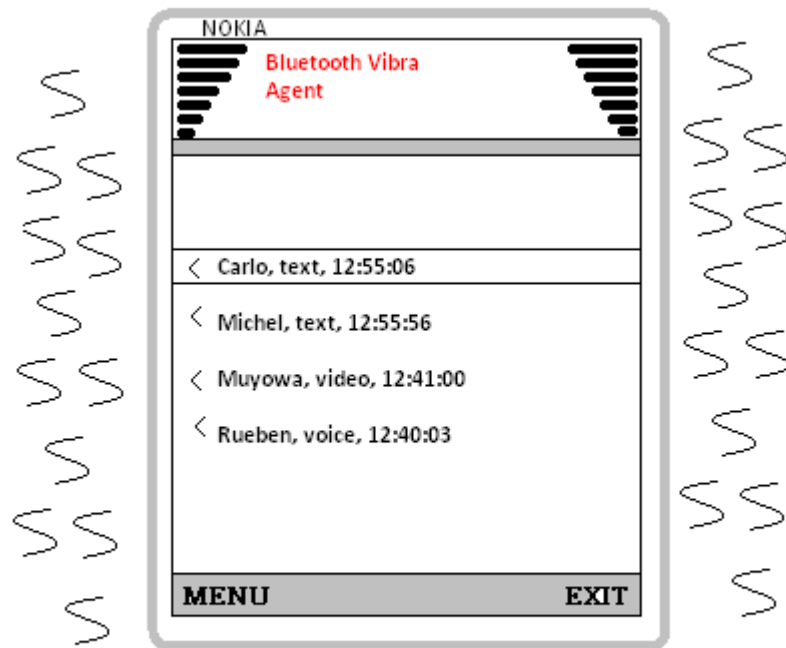 NOKIA
Bluetooth Vibra
Agent
Carlo, text, 12:55:06
Michel, text, 12:55:56
Muyowa, video, 12:41:00
Rueben, voice, 12:40:03
MENU EXIT